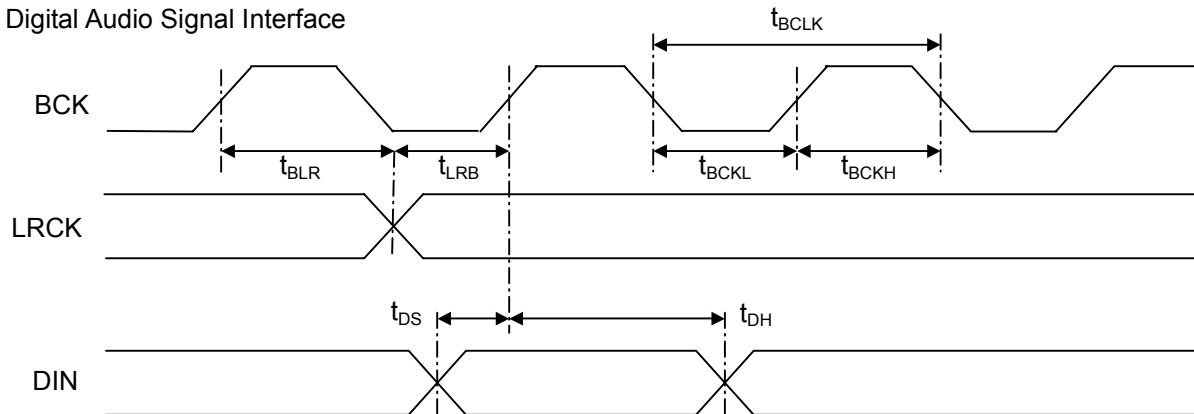 Digital Audio Signal Interface
tBCLK
BCK
tBLR tLRB tBCKL tBCKH
LRCK
tDS tDH
DIN